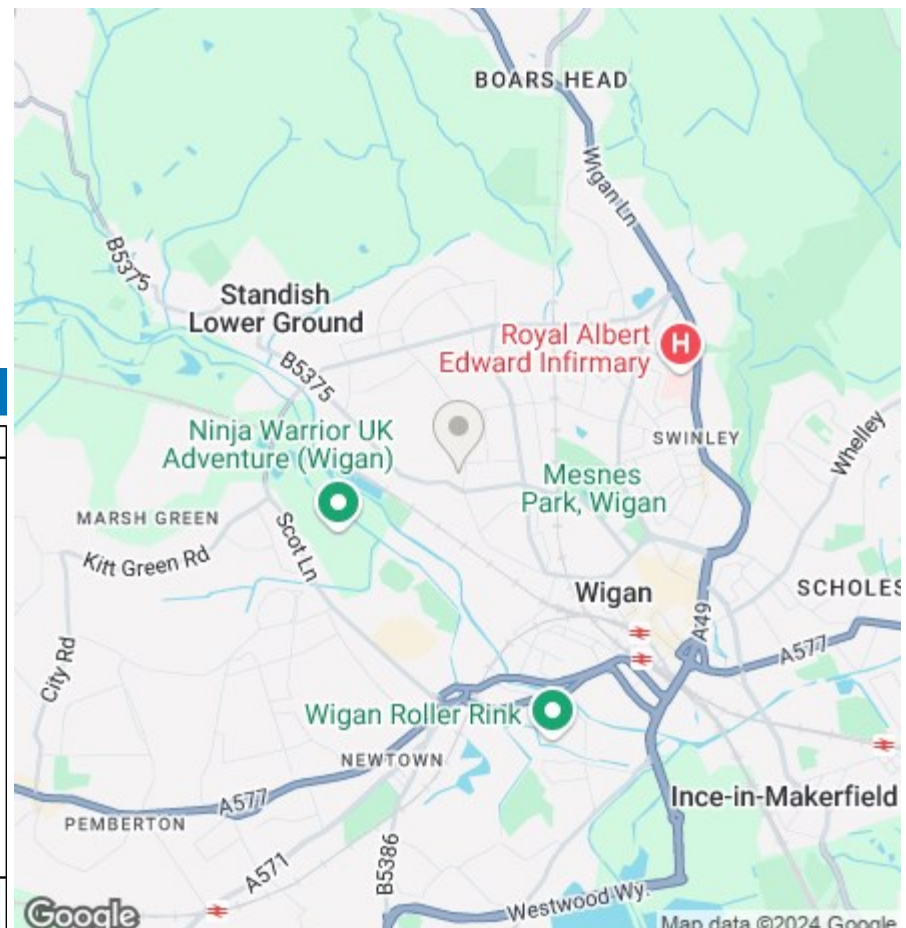 BOARS HEAD
Wigan Ln
B5375
Standish
Lower Ground
Royal Albert
Edward Infirmary
H
B5375
Ninja Warrior UK
Adventure (Wigan)
SWINLEY
Whelley
Mesnes
Park, Wigan
MARSH GREEN
Scot Ln
Kitt Green Rd
Wigan
SCHOLES
A49
A577
City Rd
Wigan Roller Rink
NEWTOWN
A577
Ince-in-Makerfield
PEMBERTON
A571
B5386
Westwood Wy.
Google
Map data ©2024 Google